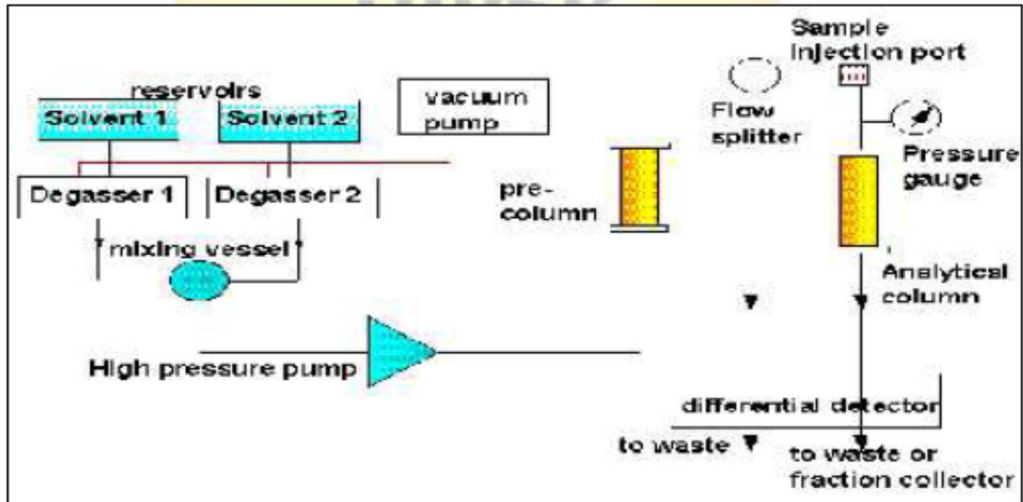 Sample
injection port
reservoirs
Solvent 1
Solvent 2
vacuum
pump
Flow
splitter
Pressure
gauge
Degasser 1
Degasser 2
pre-
column
mixing vessel
Analytical
column
High pressure pump
differential detector
to waste
to waste or
fraction collector